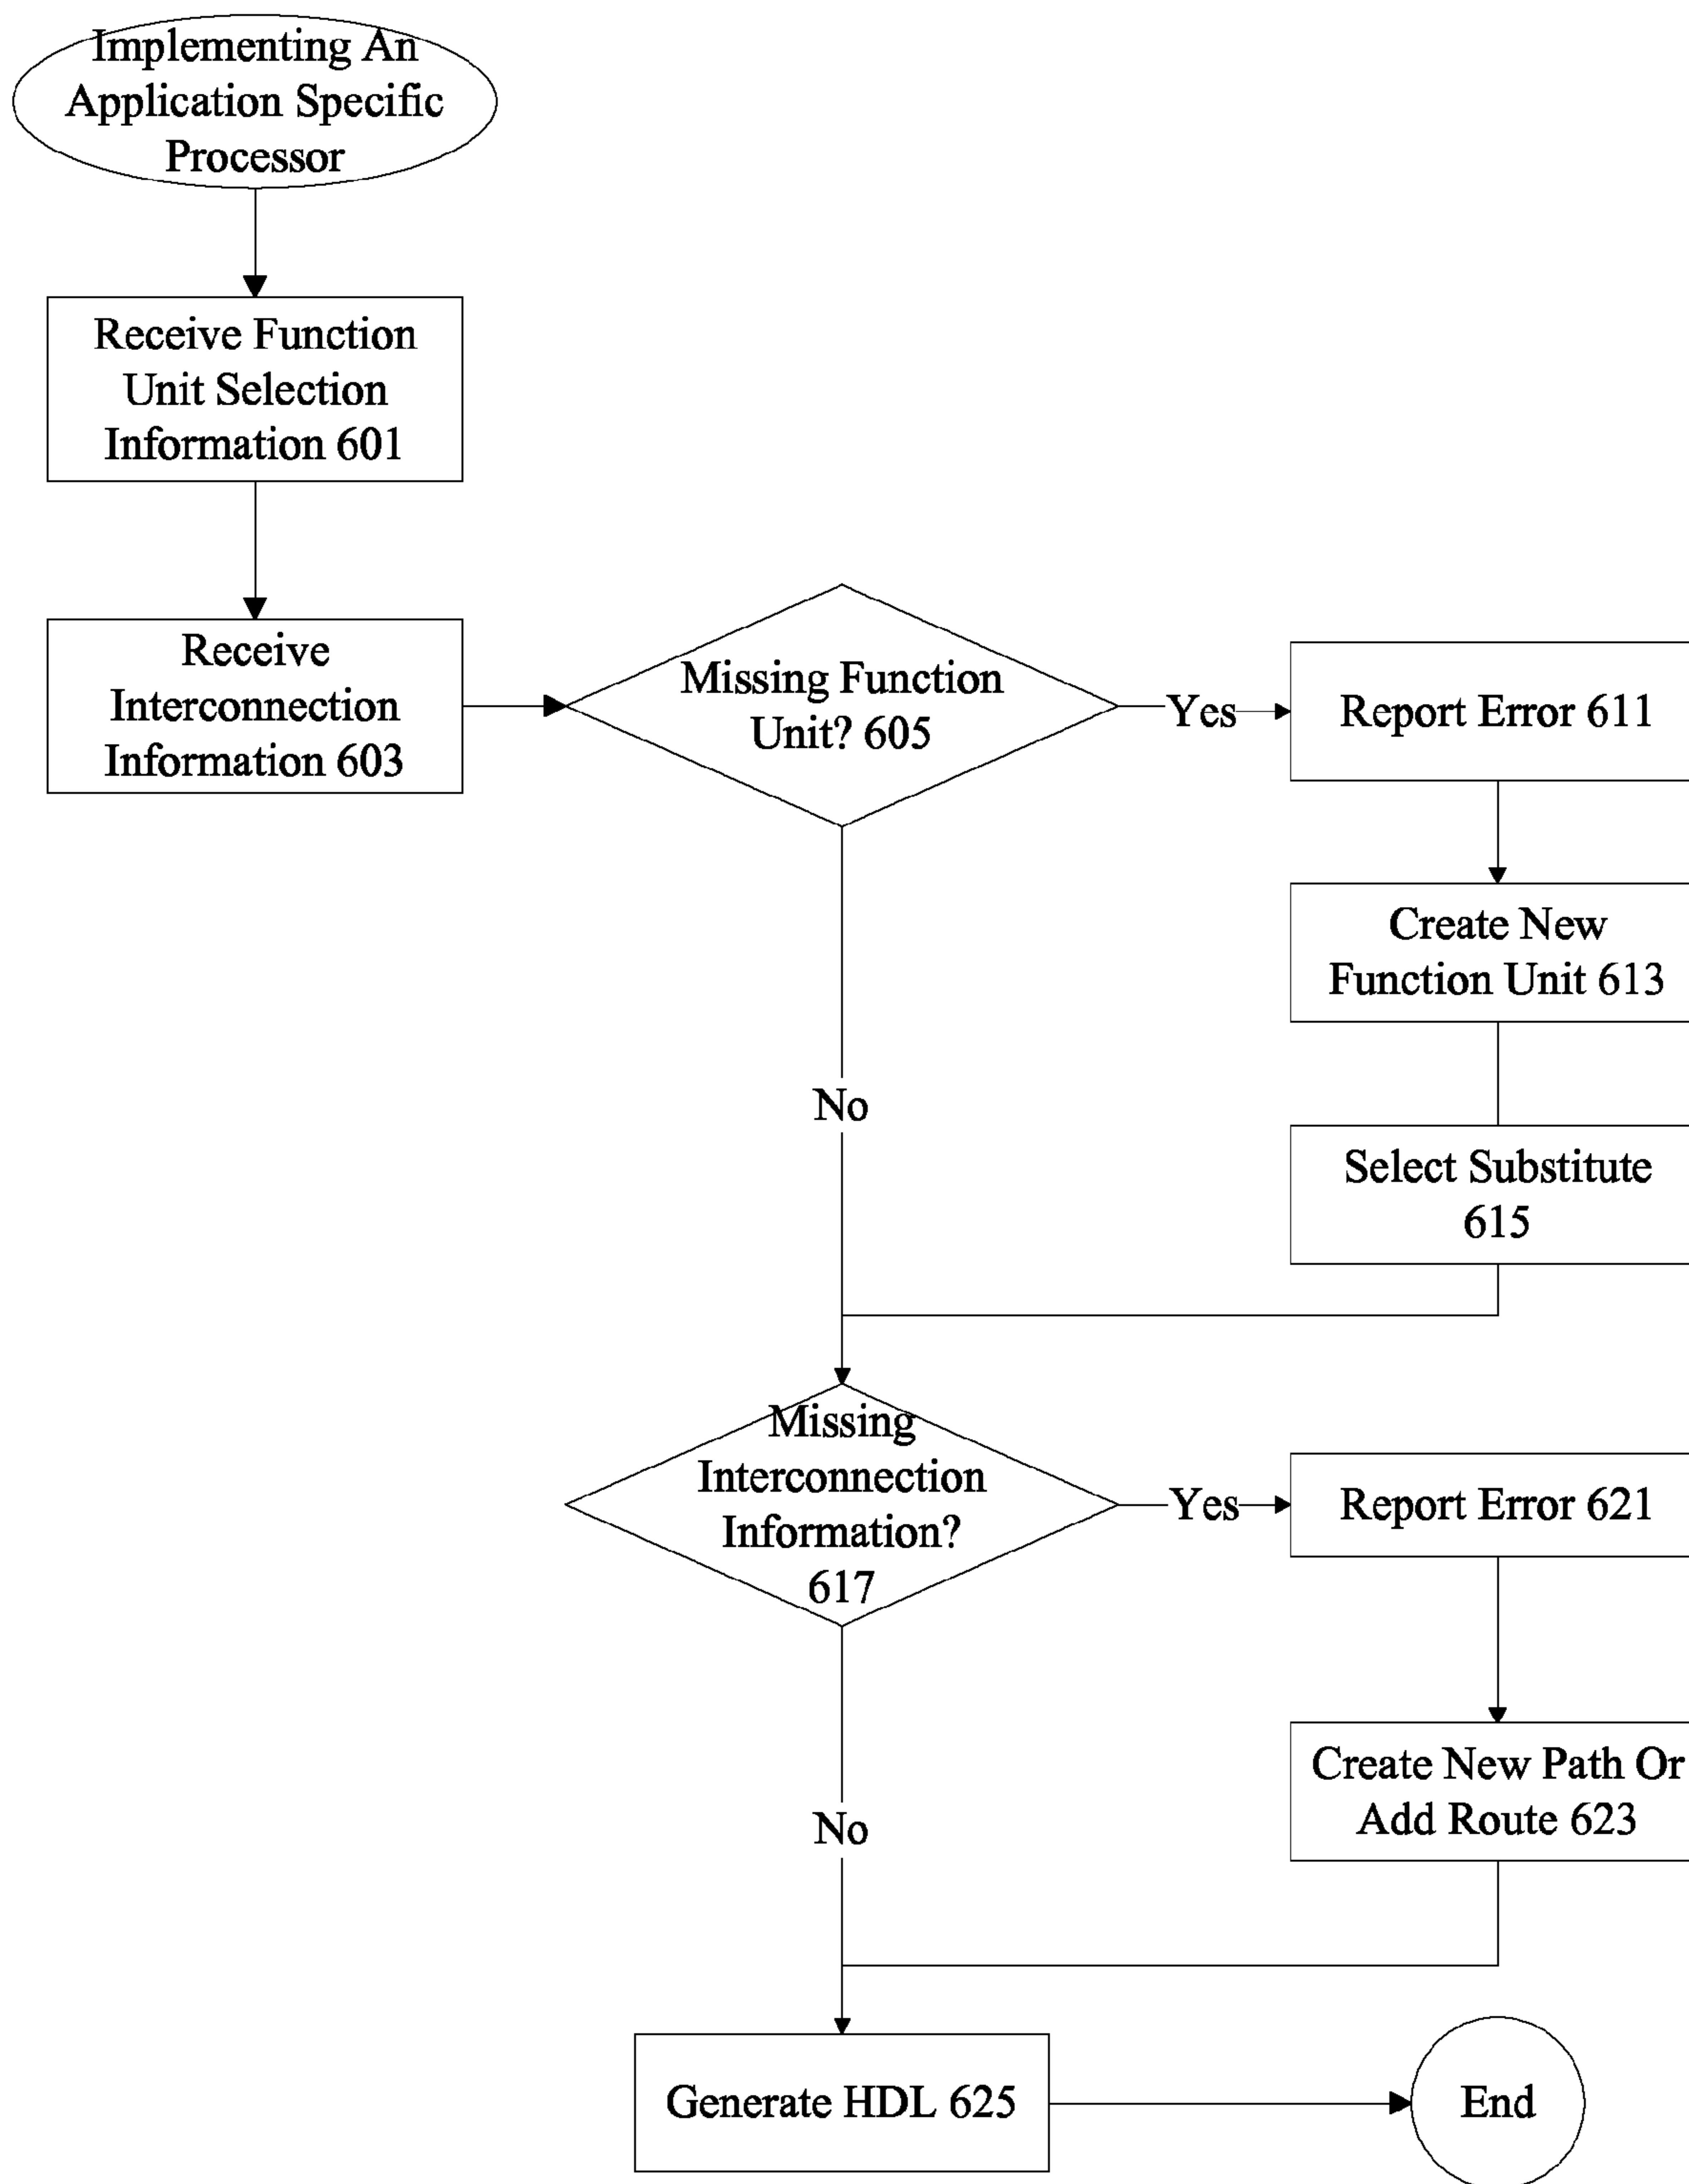 Implementing An
Application Specific
Processor
Receive Function
Unit Selection
Information 601
Receive
Interconnection
Information 603
Missing Function
Unit? 605
Yes
Report Error 611
Create New
Function Unit 613
No
Select Substitute
615
Missing
Interconnection
Information?
617
Yes
Report Error 621
Create New Path Or
Add Route 623
No
Generate HDL 625
End